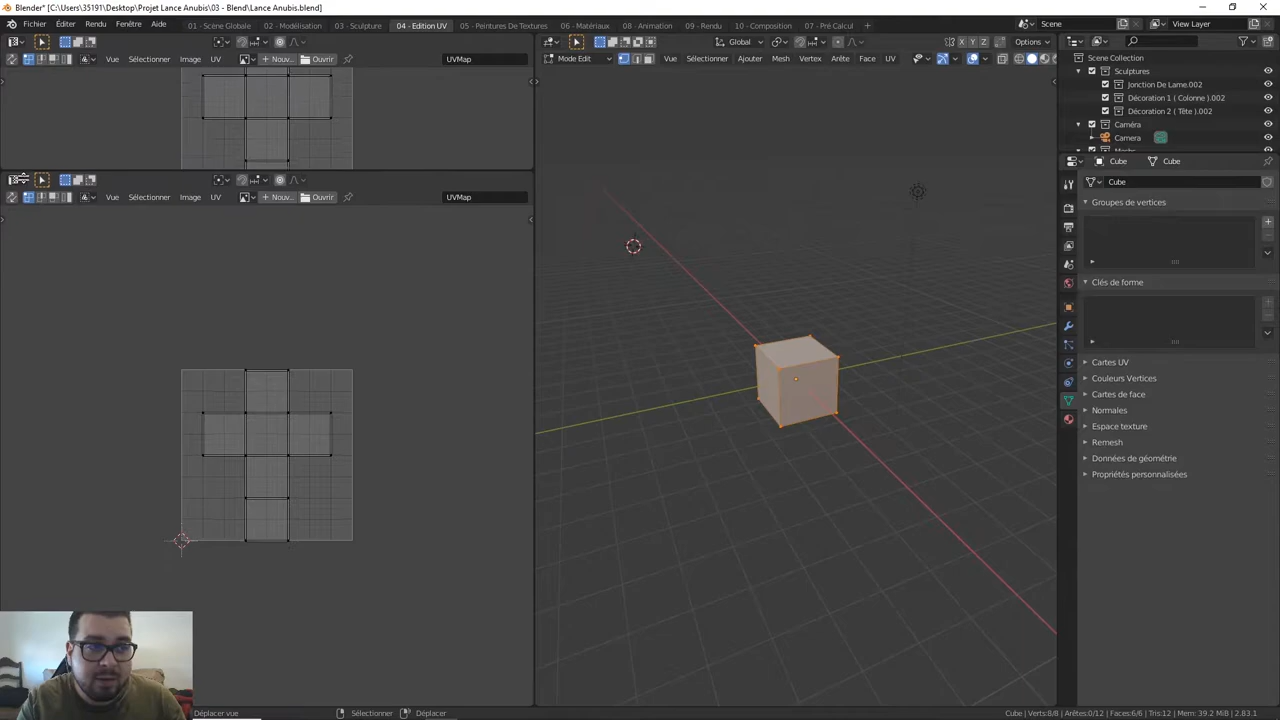 Blender* [C:\Users\35191\Desktop\Projet Lance Anubis\03 - Blend\Lance Anubis.blend]
Fichier Éditer Rendu Fenêtre Aide 01 - Scène Globale 02 - Modélisation 03 - Sculpture 04 - Edition UV 05 - Peintures De Textures 06 - Matériaux 08 - Animation 09 - Rendu 10 - Composition 07 - Pré Calcul Scene View Layer
Global X Y Z Options
Vue Sélectionner Image UV Nouv... Ouvrir UVMap Mode Edit Vue Sélectionner Ajouter Mesh Vertex Arête Face UV
Scene Collection
Sculptures
Jonction De Lame.002
Décoration 1 ( Colonne ).002
Décoration 2 ( Tête ).002
Caméra
Camera
Cube Cube
Cube
Vue Sélectionner Image UV Nouv... Ouvrir UVMap
Groupes de vertices
Clés de forme
Cartes UV
Couleurs Vertices
Cartes de face
Normales
Espace texture
Remesh
Données de géométrie
Propriétés personnalisées
Déplacer vue Sélectionner Déplacer Cube | Verts:8/8 | Arêtes:0/12 | Faces:6/6 | Tris:12 | Mem: 39.2 MiB | 2.83.1